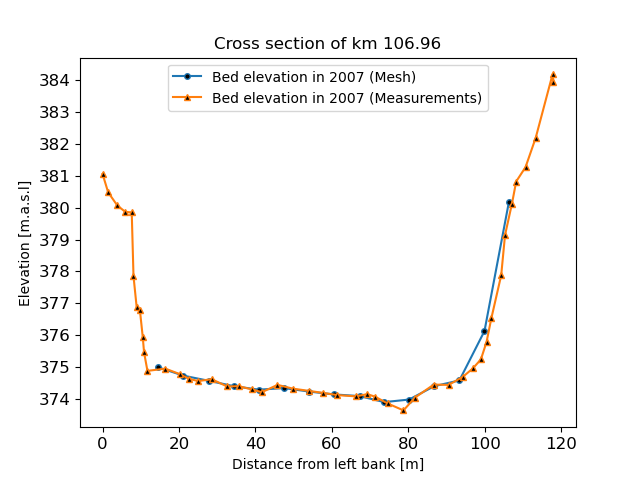 Cross section of km 106.96
Bed elevation in 2007 (Mesh)
Bed elevation in 2007 (Measurements)
Elevation [m.a.s.l]
384
383
382
381
380
379
378
377
376
375
374
0 20 40 60 80 100 120
Distance from left bank [m]